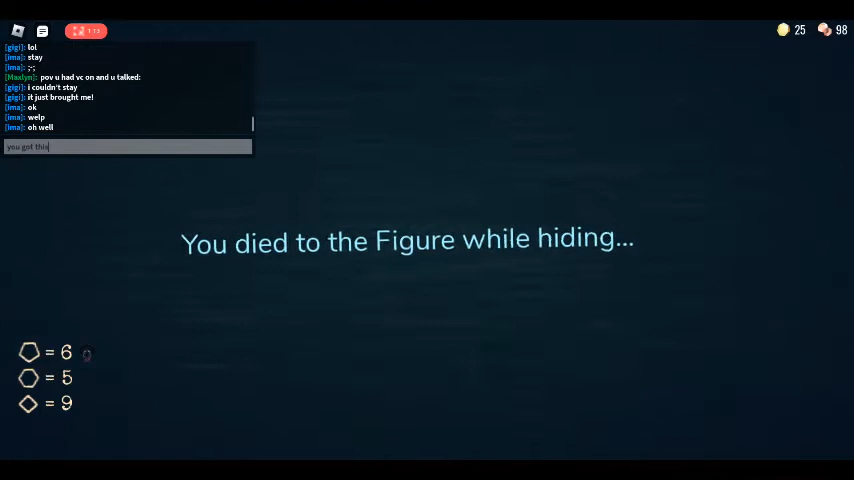 1:13
25
98
[gigi]: lol
[ima]: stay
[ima]: ;-;
[Maxlyn]: pov u had vc on and u talked:
[gigi]: i couldn't stay
[gigi]: it just brought me!
[ima]: ok
[ima]: welp
[ima]: oh well
you got this
You died to the Figure while hiding...
= 6
= 5
= 9